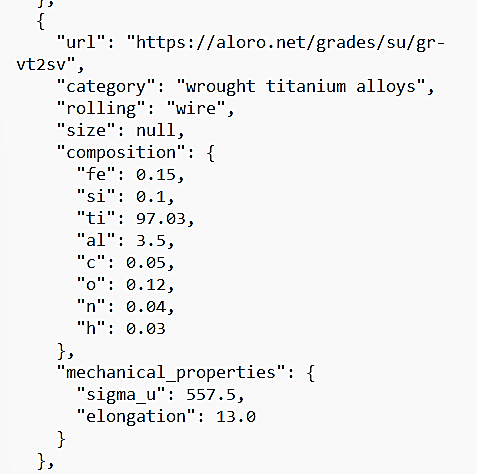 },
{
"url": "https://aloro.net/grades/su/gr-
vt2sv",
"category": "wrought titanium alloys",
"rolling": "wire",
"size": null,
"composition": {
"fe": 0.15,
"si": 0.1,
"ti": 97.03,
"al": 3.5,
"c": 0.05,
"o": 0.12,
"n": 0.04,
"h": 0.03
},
"mechanical_properties": {
"sigma_u": 557.5,
"elongation": 13.0
}
},